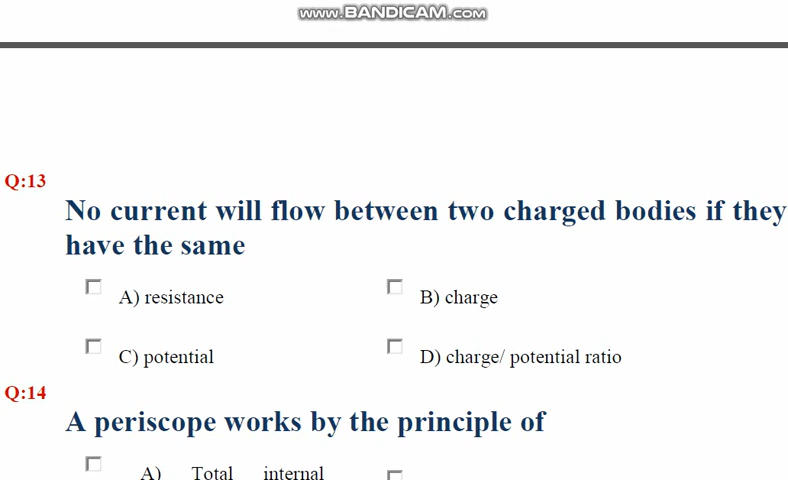 www.BANDICAM.com
Q:13
No current will flow between two charged bodies if they
have the same
A) resistance
B) charge
C) potential
D) charge/ potential ratio
Q:14
A periscope works by the principle of
A) Total internal